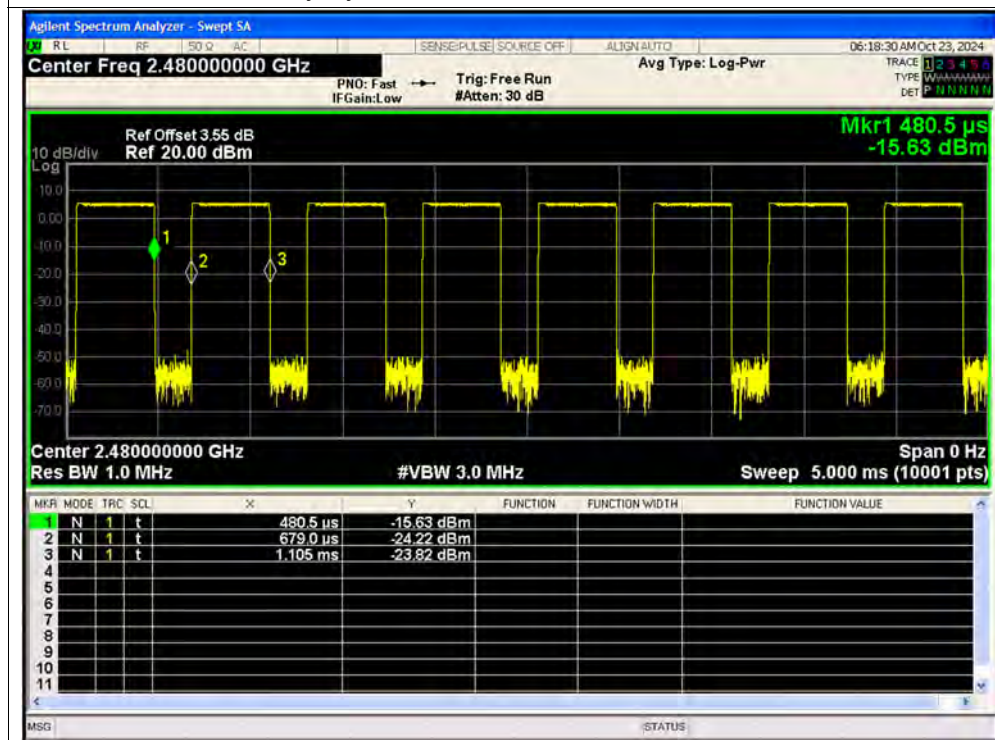 Agilent Spectrum Analyzer - Swept SA
RL RF 50 Ω AC SENSE:PULSE SOURCE OFF ALIGN AUTO 06:18:30 AM Oct 23, 2024
Center Freq 2.480000000 GHz Avg Type: Log-Pwr TRACE 1 2 3 4 5 6
PNO: Fast Trig: Free Run TYPE W
IFGain:Low #Atten: 30 dB DET P N N N N N
Mkr1 480.5 µs
Ref Offset 3.55 dB
10 dB/div Ref 20.00 dBm -15.63 dBm
Log
10.0
0.00
-10.0
1
2
3
-20.0
-30.0
-40.0
-50.0
-60.0
-70.0
Center 2.480000000 GHz Span 0 Hz
Res BW 1.0 MHz #VBW 3.0 MHz Sweep 5.000 ms (10001 pts)
MKR MODE TRC SCL X Y FUNCTION FUNCTION WIDTH FUNCTION VALUE
1 N 1 t 480.5 µs -15.63 dBm
2 N 1 t 679.0 µs -24.22 dBm
3 N 1 t 1.105 ms -23.82 dBm
4
5
6
7
8
9
10
11
MSG STATUS